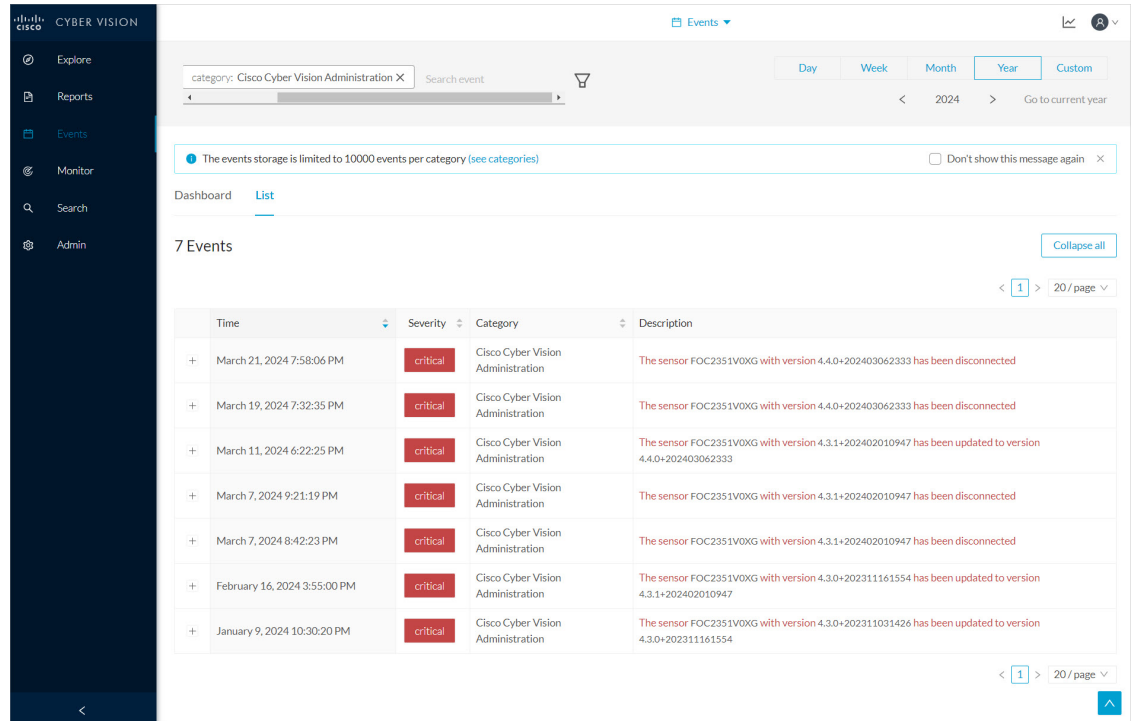 CISCO CYBER VISION
Events
Explore
Reports
Events
Monitor
Search
Admin
category: Cisco Cyber Vision Administration
Search event
Day Week Month Year Custom
2024 Go to current year
The events storage is limited to 10000 events per category (see categories)
Don't show this message again
Dashboard List
7 Events
Collapse all
< 1 > 20 / page
Time Severity Category Description
+ March 21, 2024 7:58:06 PM critical Cisco Cyber Vision Administration The sensor FOC2351V0XG with version 4.4.0+202403062333 has been disconnected
+ March 19, 2024 7:32:35 PM critical Cisco Cyber Vision Administration The sensor FOC2351V0XG with version 4.4.0+202403062333 has been disconnected
+ March 11, 2024 6:22:25 PM critical Cisco Cyber Vision Administration The sensor FOC2351V0XG with version 4.3.1+202402010947 has been updated to version 4.4.0+202403062333
+ March 7, 2024 9:21:19 PM critical Cisco Cyber Vision Administration The sensor FOC2351V0XG with version 4.3.1+202402010947 has been disconnected
+ March 7, 2024 8:42:23 PM critical Cisco Cyber Vision Administration The sensor FOC2351V0XG with version 4.3.1+202402010947 has been disconnected
+ February 16, 2024 3:55:00 PM critical Cisco Cyber Vision Administration The sensor FOC2351V0XG with version 4.3.0+202311161554 has been updated to version 4.3.1+202402010947
+ January 9, 2024 10:30:20 PM critical Cisco Cyber Vision Administration The sensor FOC2351V0XG with version 4.3.0+202311031426 has been updated to version 4.3.0+202311161554
< 1 > 20 / page